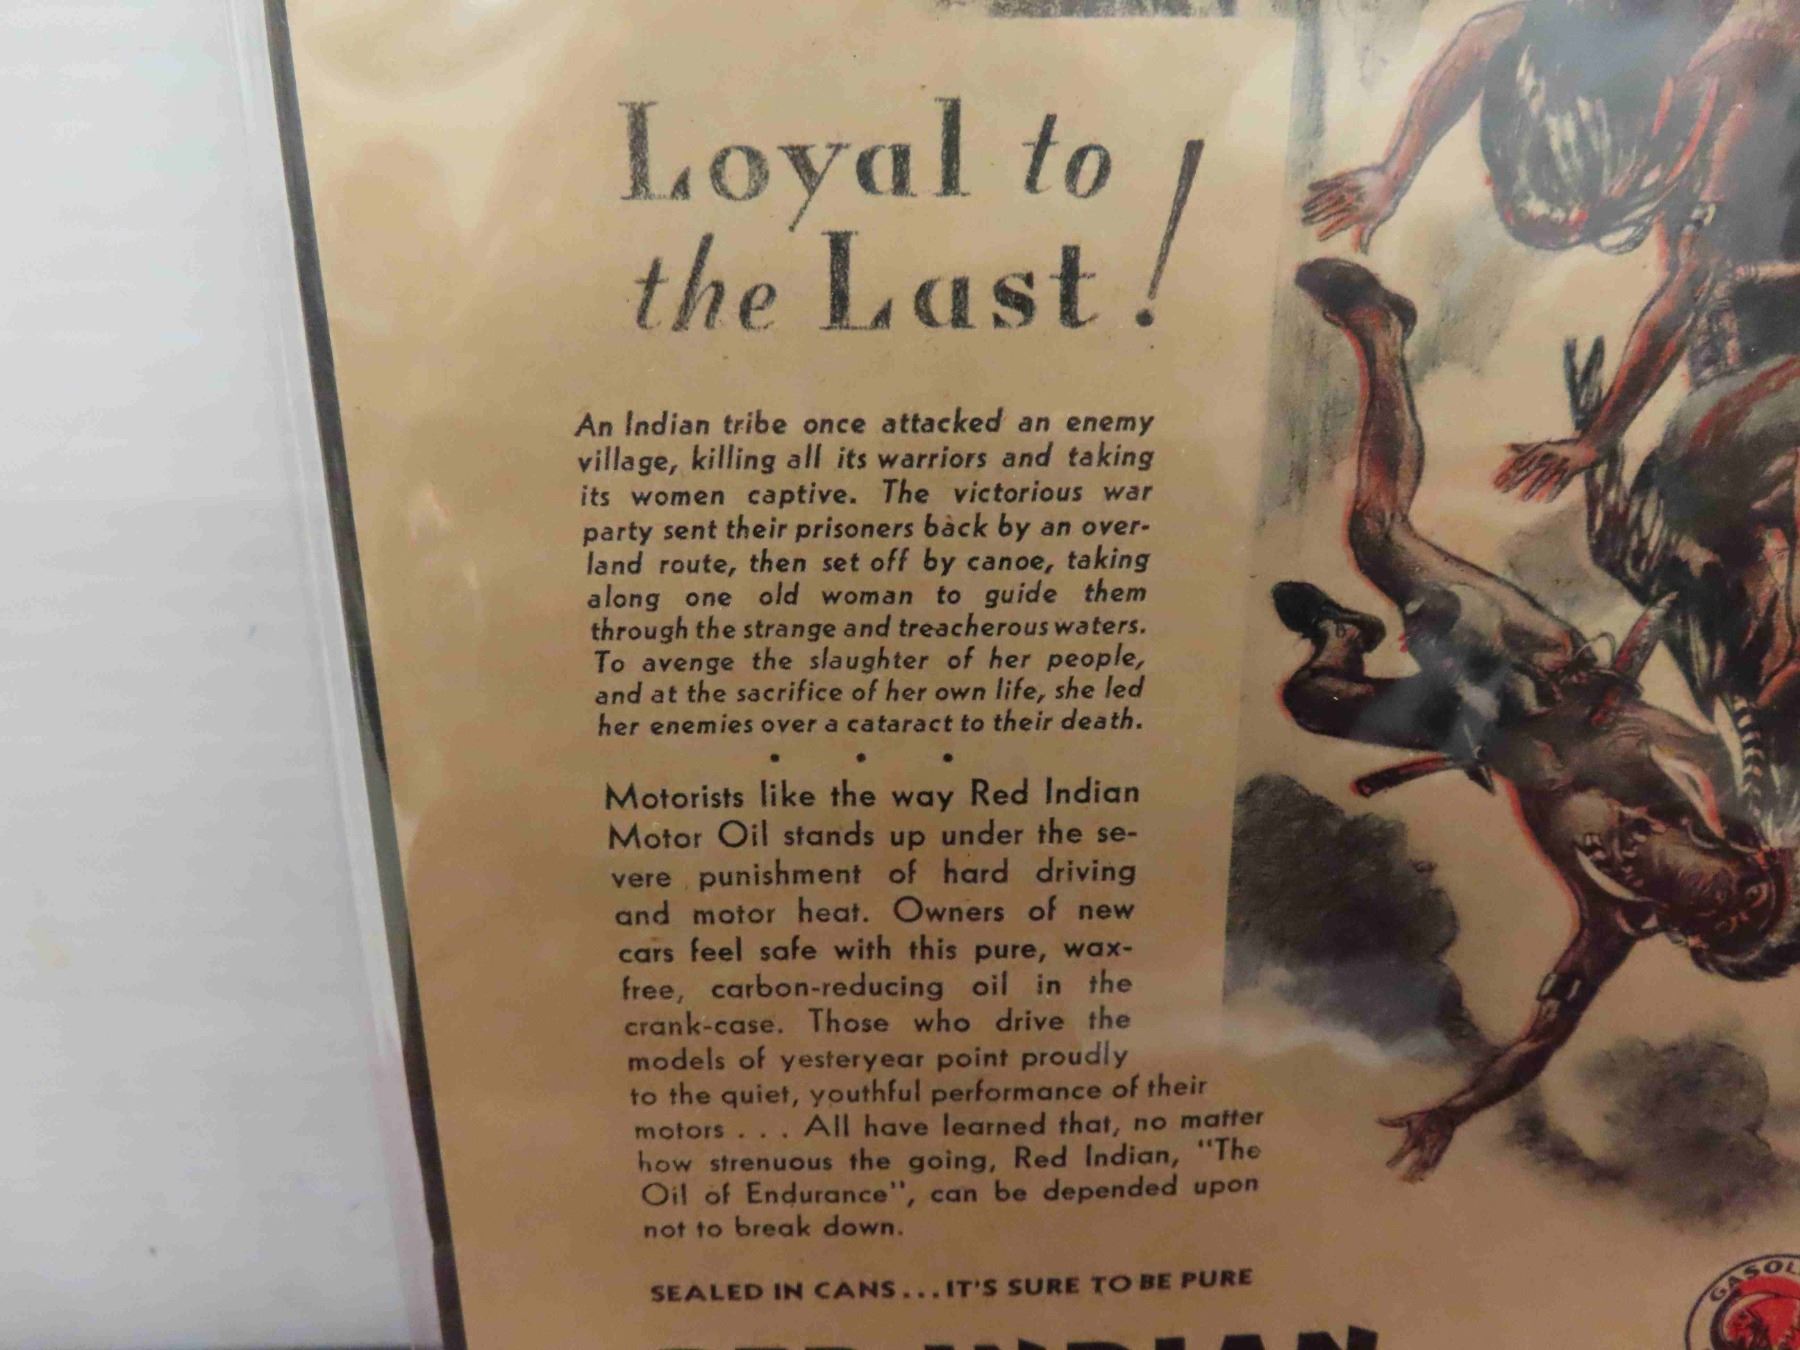 Loyal to
the Last!
An Indian tribe once attacked an enemy
village, killing all its warriors and taking
its women captive. The victorious war
party sent their prisoners back by an over-
land route, then set off by canoe, taking
along one old woman to guide them
through the strange and treacherous waters.
To avenge the slaughter of her people,
and at the sacrifice of her own life, she led
her enemies over a cataract to their death.
• • •
Motorists like the way Red Indian
Motor Oil stands up under the se-
vere punishment of hard driving
and motor heat. Owners of new
cars feel safe with this pure, wax-
free, carbon-reducing oil in the
crank-case. Those who drive the
models of yesteryear point proudly
to the quiet, youthful performance of their
motors . . . All have learned that, no matter
how strenuous the going, Red Indian, "The
Oil of Endurance", can be depended upon
not to break down.
SEALED IN CANS...IT'S SURE TO BE PURE
RED INDIAN